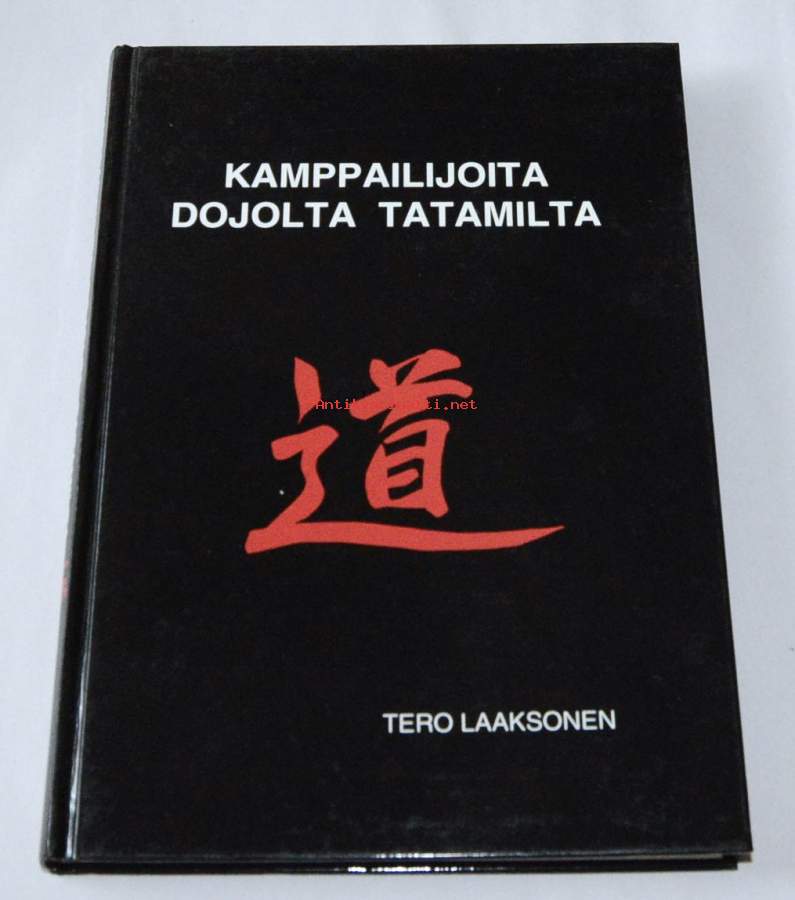 KAMPPAILIJOITA
DOJOLTA TATAMILTA
道
TERO LAAKSONEN